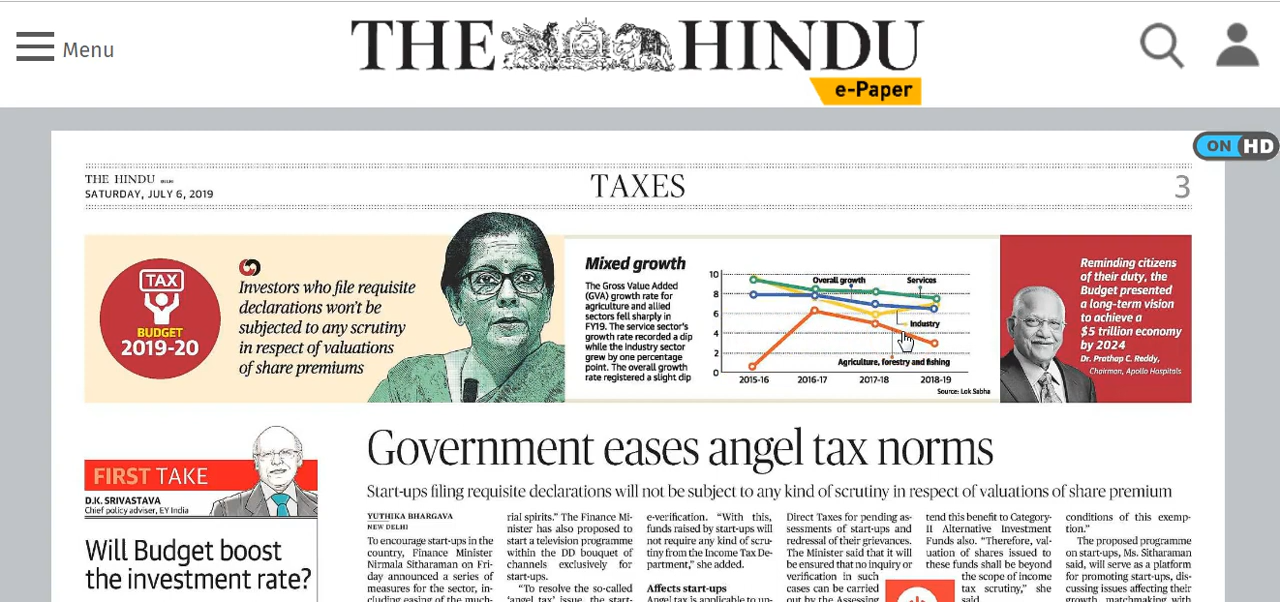 Menu
THE HINDU
e-Paper
ON HD
THE HINDU
SATURDAY, JULY 6, 2019
TAXES
3
TAX
BUDGET
2019-20
Investors who file requisite
declarations won't be
subjected to any scrutiny
in respect of valuations
of share premiums
Mixed growth
The Gross Value Added
(GVA) growth rate for
agriculture and allied
sectors fell sharply in
FY19. The service sector's
growth rate recorded a dip
while the industry sector
grew by one percentage
point. The overall growth
rate registered a slight dip
10
8
6
4
2
0
Overall growth
Services
Industry
Agriculture, forestry and fishing
2015-16 2016-17 2017-18 2018-19
Source: Lok Sabha
Reminding citizens
of their duty, the
Budget presented
a long-term vision
to achieve a
$5 trillion economy
by 2024
Dr. Prathap C. Reddy,
Chairman, Apollo Hospitals
FIRST TAKE
D.K. SRIVASTAVA
Chief policy adviser, EY India
Will Budget boost
the investment rate?
Government eases angel tax norms
Start-ups filing requisite declarations will not be subject to any kind of scrutiny in respect of valuations of share premium
YUTHIKA BHARGAVA
NEW DELHI
To encourage start-ups in the
country, Finance Minister
Nirmala Sitharaman on Fri-
day announced a series of
measures for the sector, in-
cluding easing of the much-
rial spirits." The Finance Mi-
nister has also proposed to
start a television programme
within the DD bouquet of
channels exclusively for
start-ups.
"To resolve the so-called
'angel tax' issue, the start-
e-verification. "With this,
funds raised by start-ups will
not require any kind of scru-
tiny from the Income Tax De-
partment," she added.
Affects start-ups
Angel tax is applicable to un-
Direct Taxes for pending as-
sessments of start-ups and
redressal of their grievances.
The Minister said that it will
be ensured that no inquiry or
verification in such
cases can be carried
out by the Assessing
tend this benefit to Category-
II Alternative Investment
Funds also. "Therefore, val-
uation of shares issued to
these funds shall be beyond
the scope of income
tax scrutiny," she
said.
conditions of this exemp-
tion."
The proposed programme
on start-ups, Ms. Sitharaman
said, will serve as a platform
for promoting start-ups, dis-
cussing issues affecting their
growth, matchmaking with